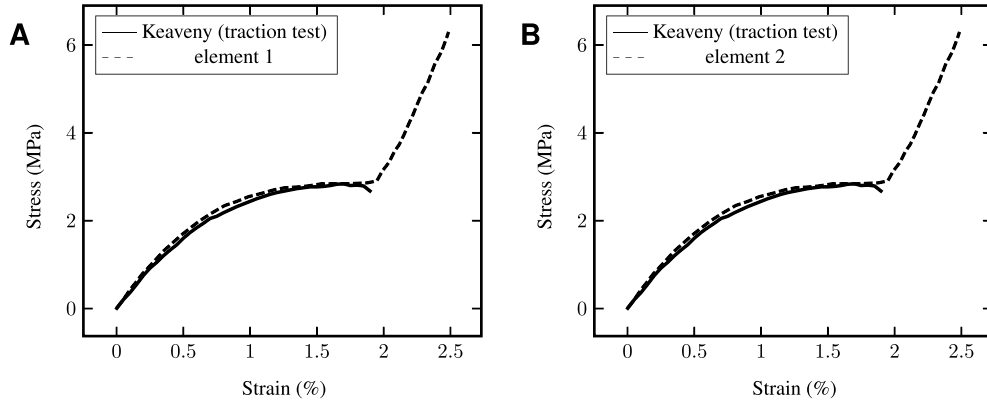 A
Keaveny (traction test)
element 1
6
4
2
0
Stress (MPa)
0 0.5 1 1.5 2 2.5
Strain (%)
B
Keaveny (traction test)
element 2
6
4
2
0
Stress (MPa)
0 0.5 1 1.5 2 2.5
Strain (%)